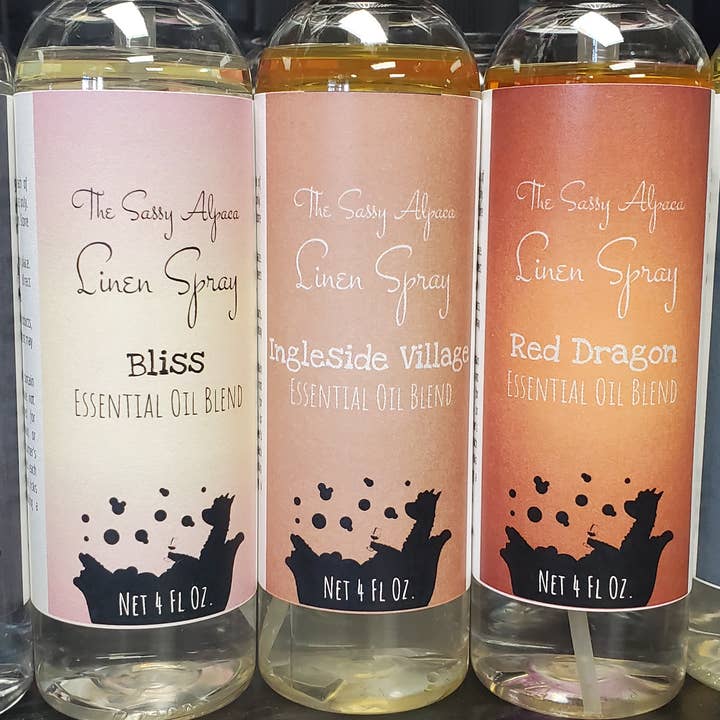 The Sassy Alpaca
Linen Spray
Bliss
Essential Oil Blend
Net 4 Fl Oz.
The Sassy Alpaca
Linen Spray
Ingleside Village
Essential Oil Blend
Net 4 Fl Oz.
The Sassy Alpaca
Linen Spray
Red Dragon
Essential Oil Blend
Net 4 Fl Oz.